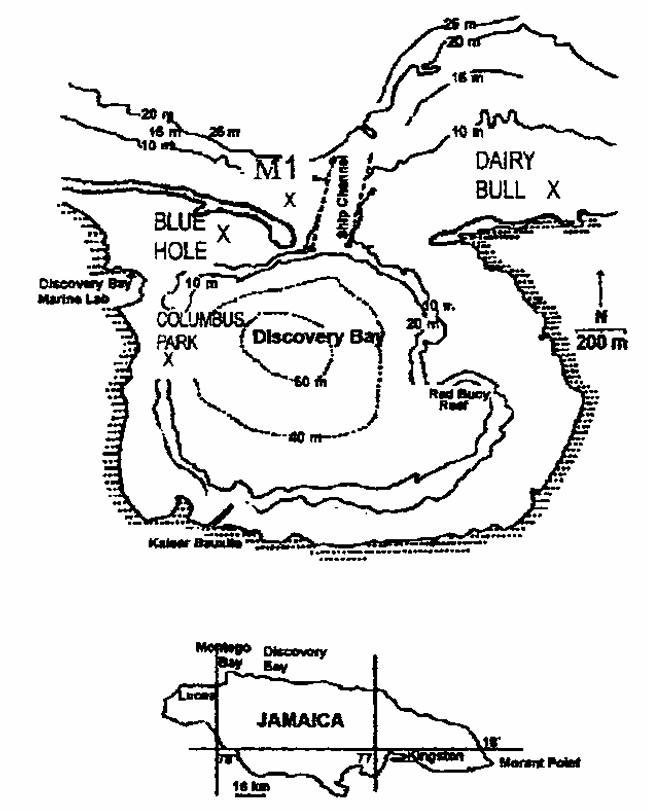 25 m
20 m
15 m
20 m
15 m
25 m
10 m
10 m
M1
X
Ship Channel
DAIRY
BULL X
BLUE
HOLE X
Discovery Bay
Marine Lab
10 m
10 m.
20 m
COLUMBUS
PARK
X
Discovery Bay
N
200 m
60 m
Red Buoy
Reef
40 m
Kaiser Bauxite
Montego
Bay
Discovery
Bay
Lucea
JAMAICA
18°
78°
77°
Kingston
Morant Point
16 km